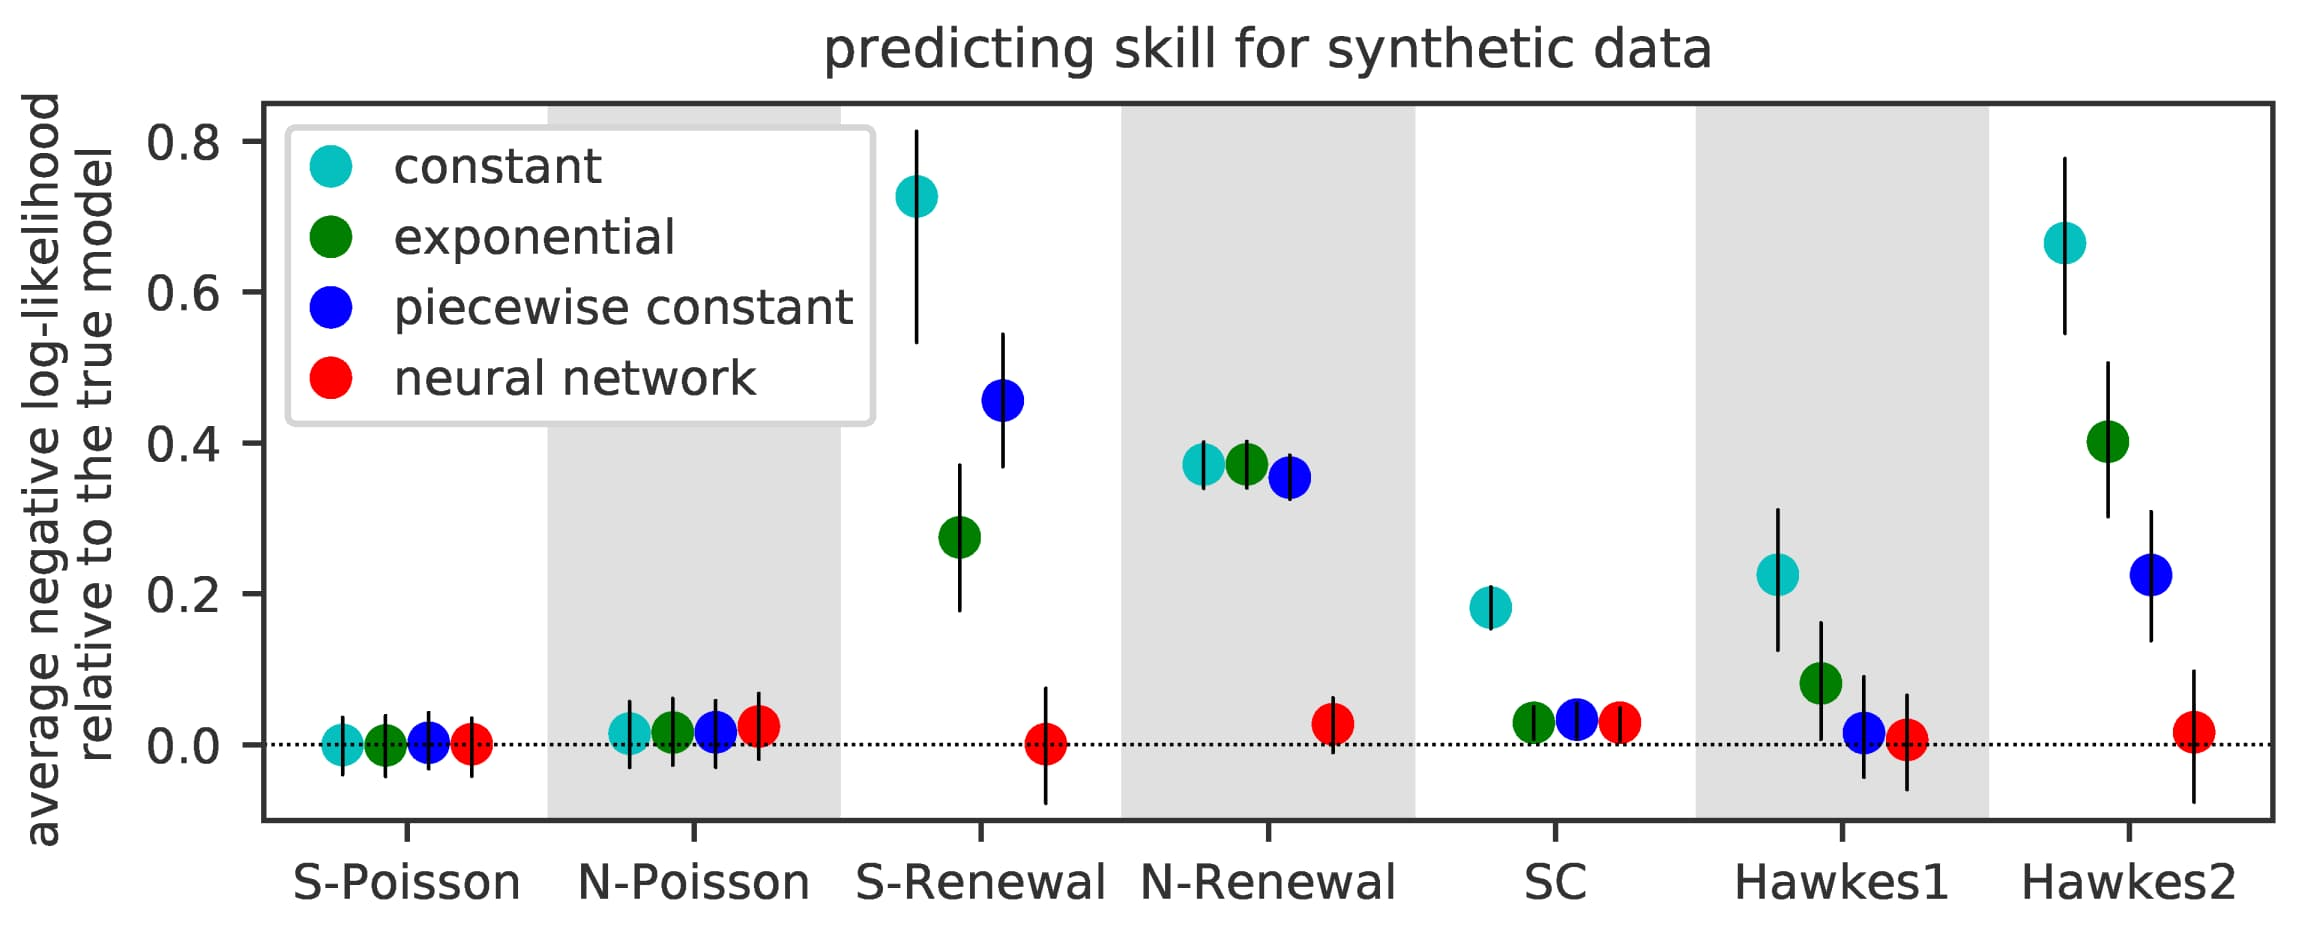 predicting skill for synthetic data
average negative log-likelihood
relative to the true model
0.8
0.6
0.4
0.2
0.0
constant
exponential
piecewise constant
neural network
S-Poisson
N-Poisson
S-Renewal
N-Renewal
SC
Hawkes1
Hawkes2